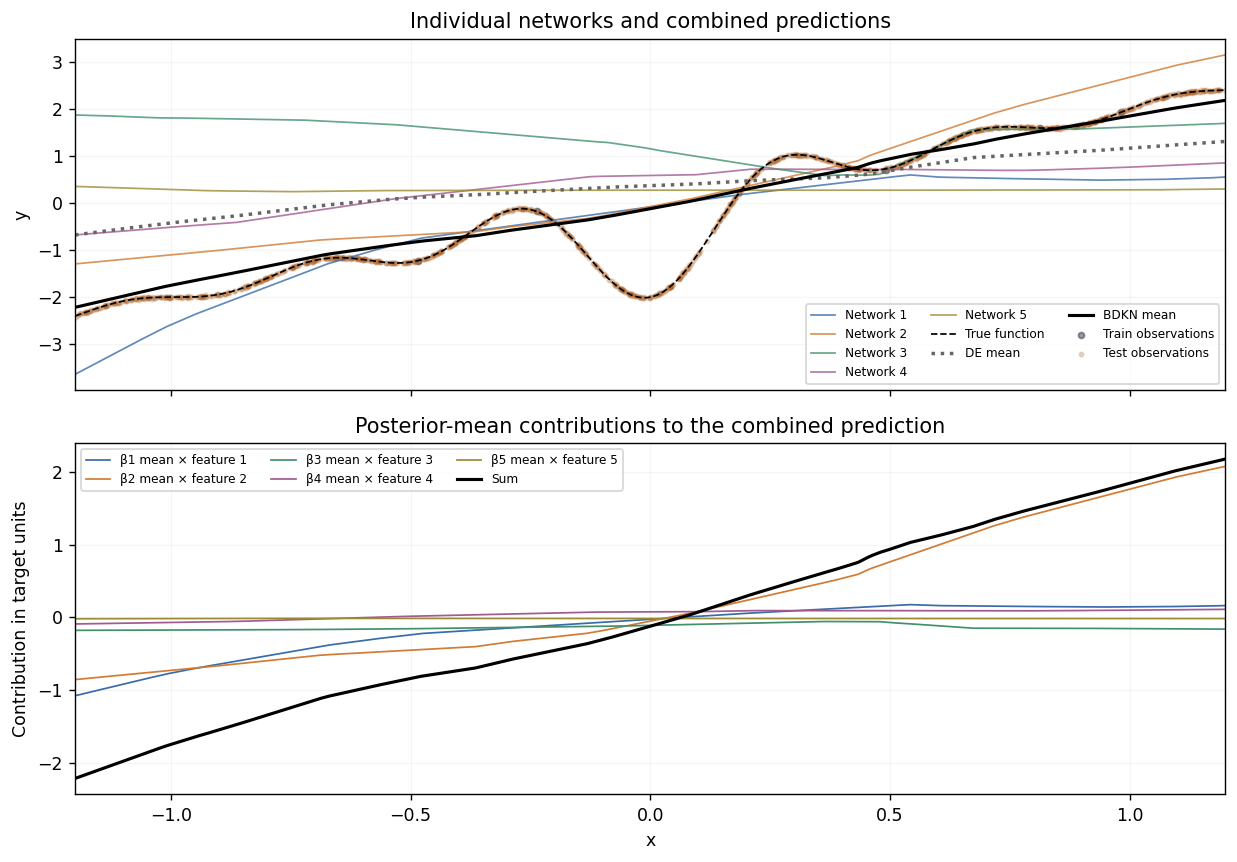 Individual networks and combined predictions
3
2
1
0
−1
−2
−3
y
Network 1
Network 2
Network 3
Network 4
Network 5
True function
DE mean
BDKN mean
Train observations
Test observations
Posterior-mean contributions to the combined prediction
β1 mean × feature 1
β2 mean × feature 2
β3 mean × feature 3
β4 mean × feature 4
β5 mean × feature 5
Sum
2
1
0
−1
−2
Contribution in target units
−1.0 −0.5 0.0 0.5 1.0
x